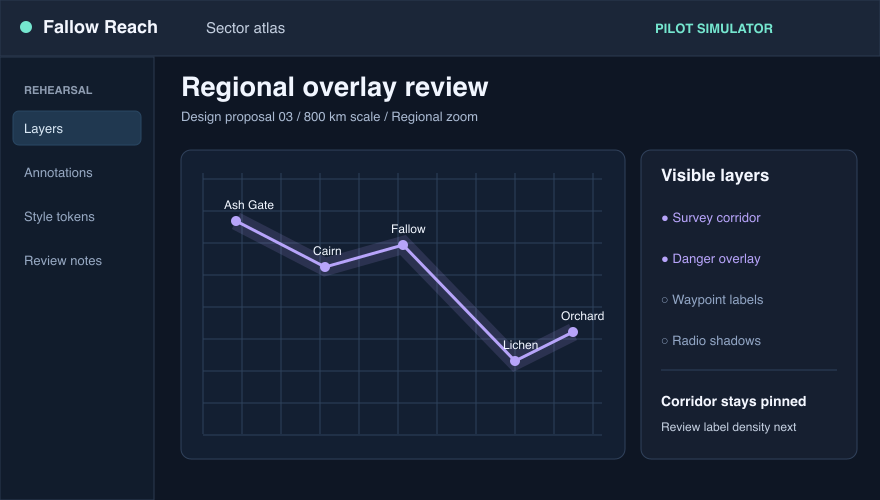 Fallow Reach
Sector atlas
PILOT SIMULATOR
REHEARSAL
Layers
Annotations
Style tokens
Review notes
Regional overlay review
Design proposal 03 / 800 km scale / Regional zoom
Ash Gate
Cairn
Fallow
Lichen
Orchard
Visible layers
● Survey corridor
● Danger overlay
○ Waypoint labels
○ Radio shadows
Corridor stays pinned
Review label density next